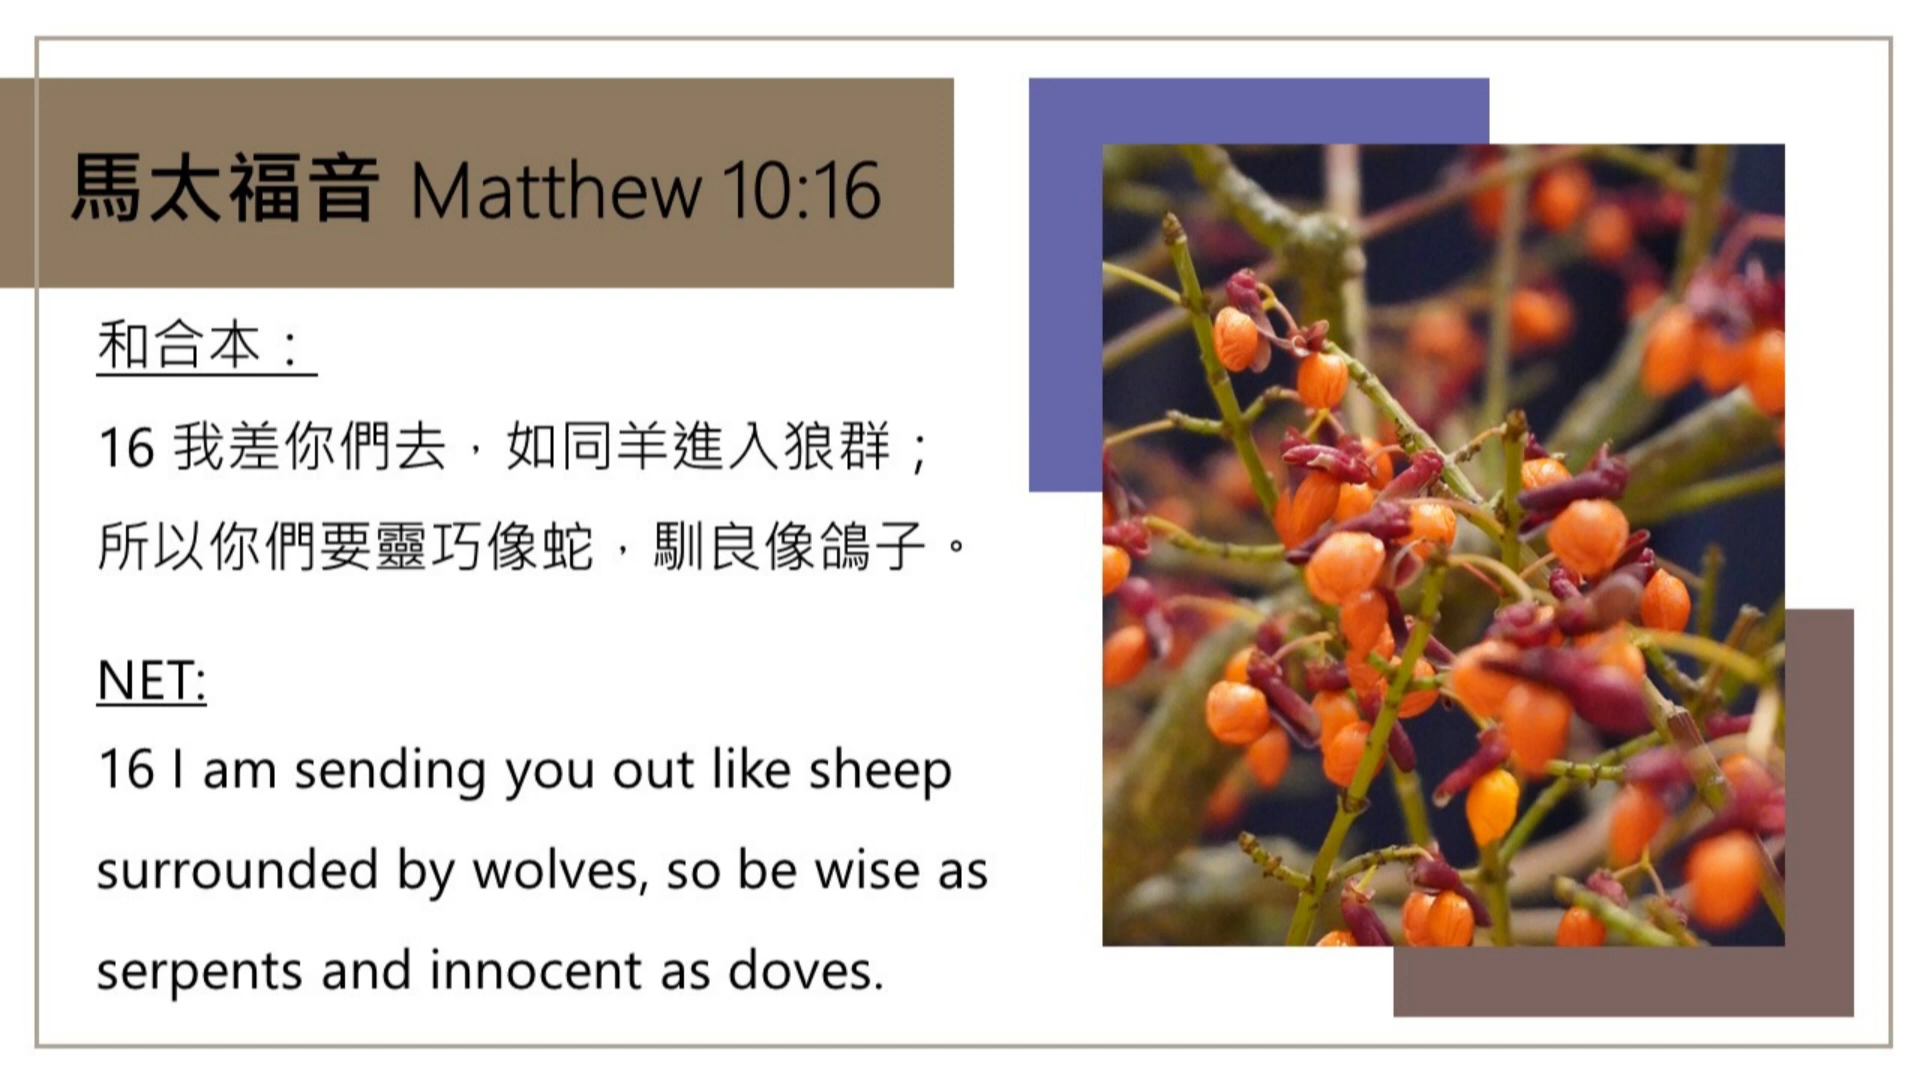 馬太福音 Matthew 10:16
和合本：
16 我差你們去，如同羊進入狼群；
所以你們要靈巧像蛇，馴良像鴿子。
NET:
16 I am sending you out like sheep
surrounded by wolves, so be wise as
serpents and innocent as doves.